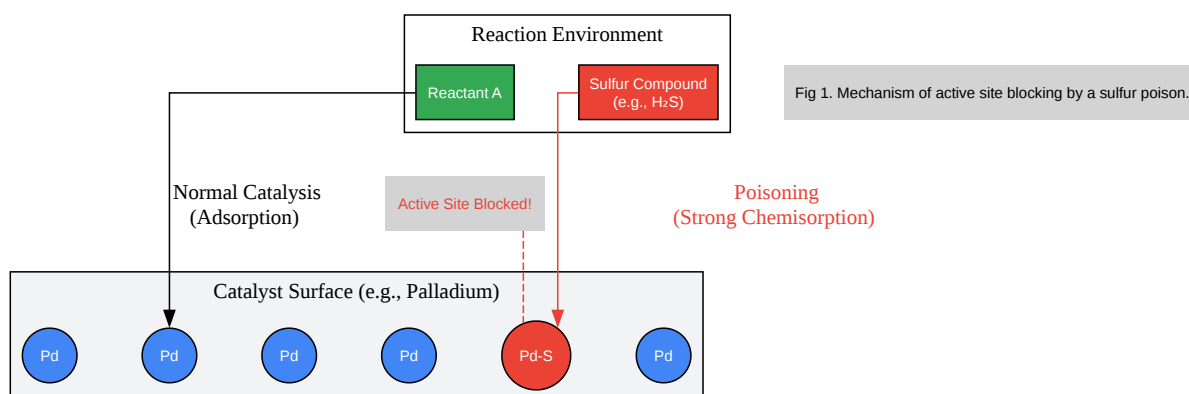 Reaction Environment
Reactant A
Sulfur Compound
(e.g., H₂S)
Fig 1. Mechanism of active site blocking by a sulfur poison.
Normal Catalysis
(Adsorption)
Active Site Blocked!
Poisoning
(Strong Chemisorption)
Catalyst Surface (e.g., Palladium)
Pd
Pd
Pd
Pd
Pd-S
Pd